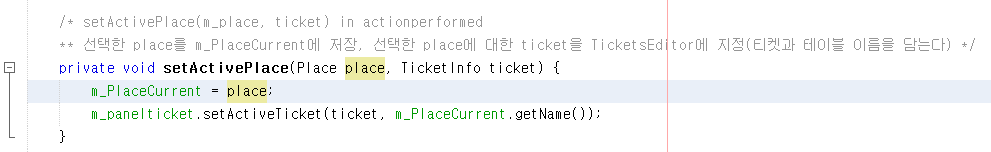 /* setActivePlace(m_place, ticket) in actionperformed
** 선택한 place를 m_PlaceCurrent에 저장, 선택한 place에 대한 ticket을 TicketsEditor에 지정(티켓과 테이블 이름을 담는다) */
private void setActivePlace(Place place, TicketInfo ticket) {
m_PlaceCurrent = place;
m_panelticket.setActiveTicket(ticket, m_PlaceCurrent.getName());
}